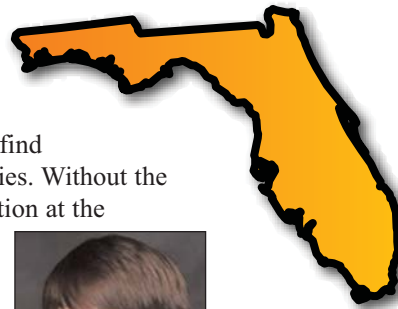 find
ies. Without the
tion at the